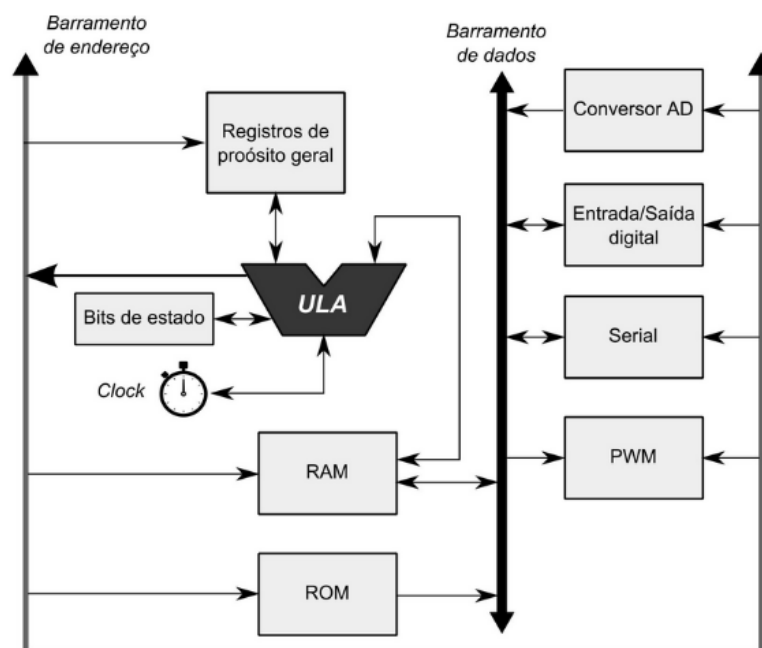 Barramento
de endereço
Barramento
de dados
Registros de
proósito geral
Conversor AD
Entrada/Saída
digital
ULA
Bits de estado
Serial
Clock
RAM
PWM
ROM